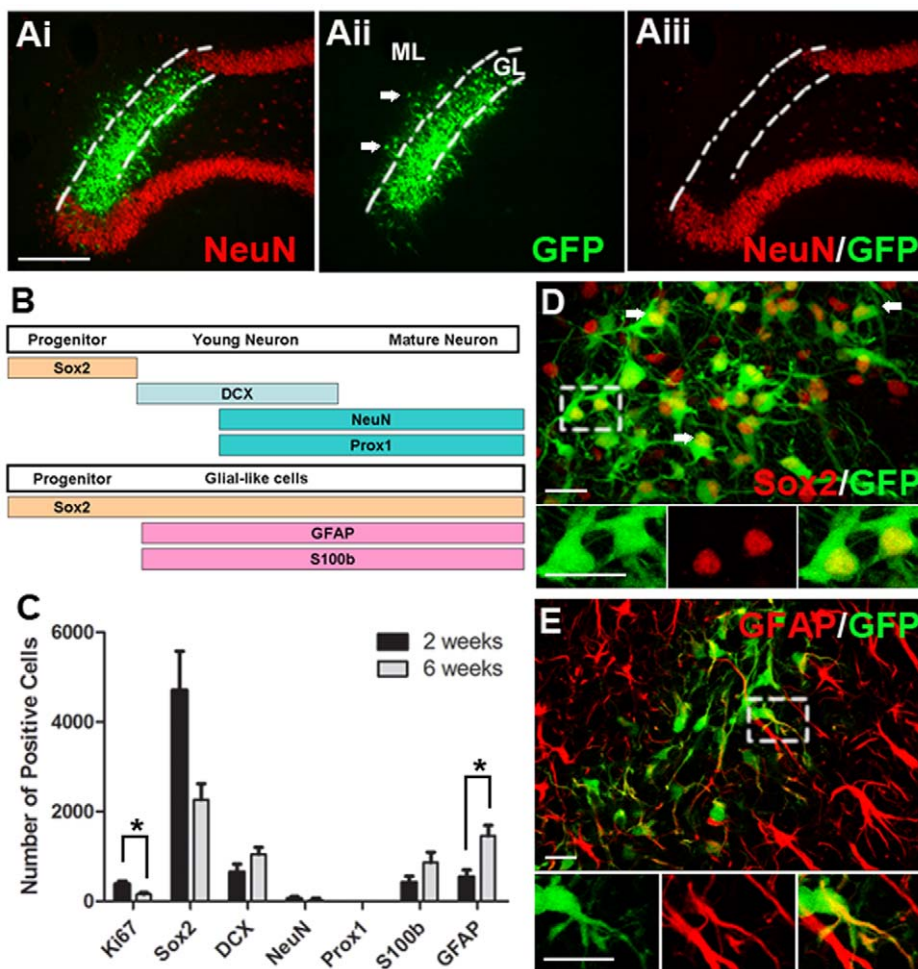 Ai
NeuN
Aii
ML
GL
GFP
Aiii
NeuN/GFP
B
Progenitor Young Neuron Mature Neuron
Sox2
DCX
NeuN
Prox1
Progenitor Glial-like cells
Sox2
GFAP
S100b
C
Number of Positive Cells
6000
4000
2000
0
2 weeks
6 weeks
*
*
Ki67
Sox2
DCX
NeuN
Prox1
S100b
GFAP
D
Sox2/GFP
E
GFAP/GFP